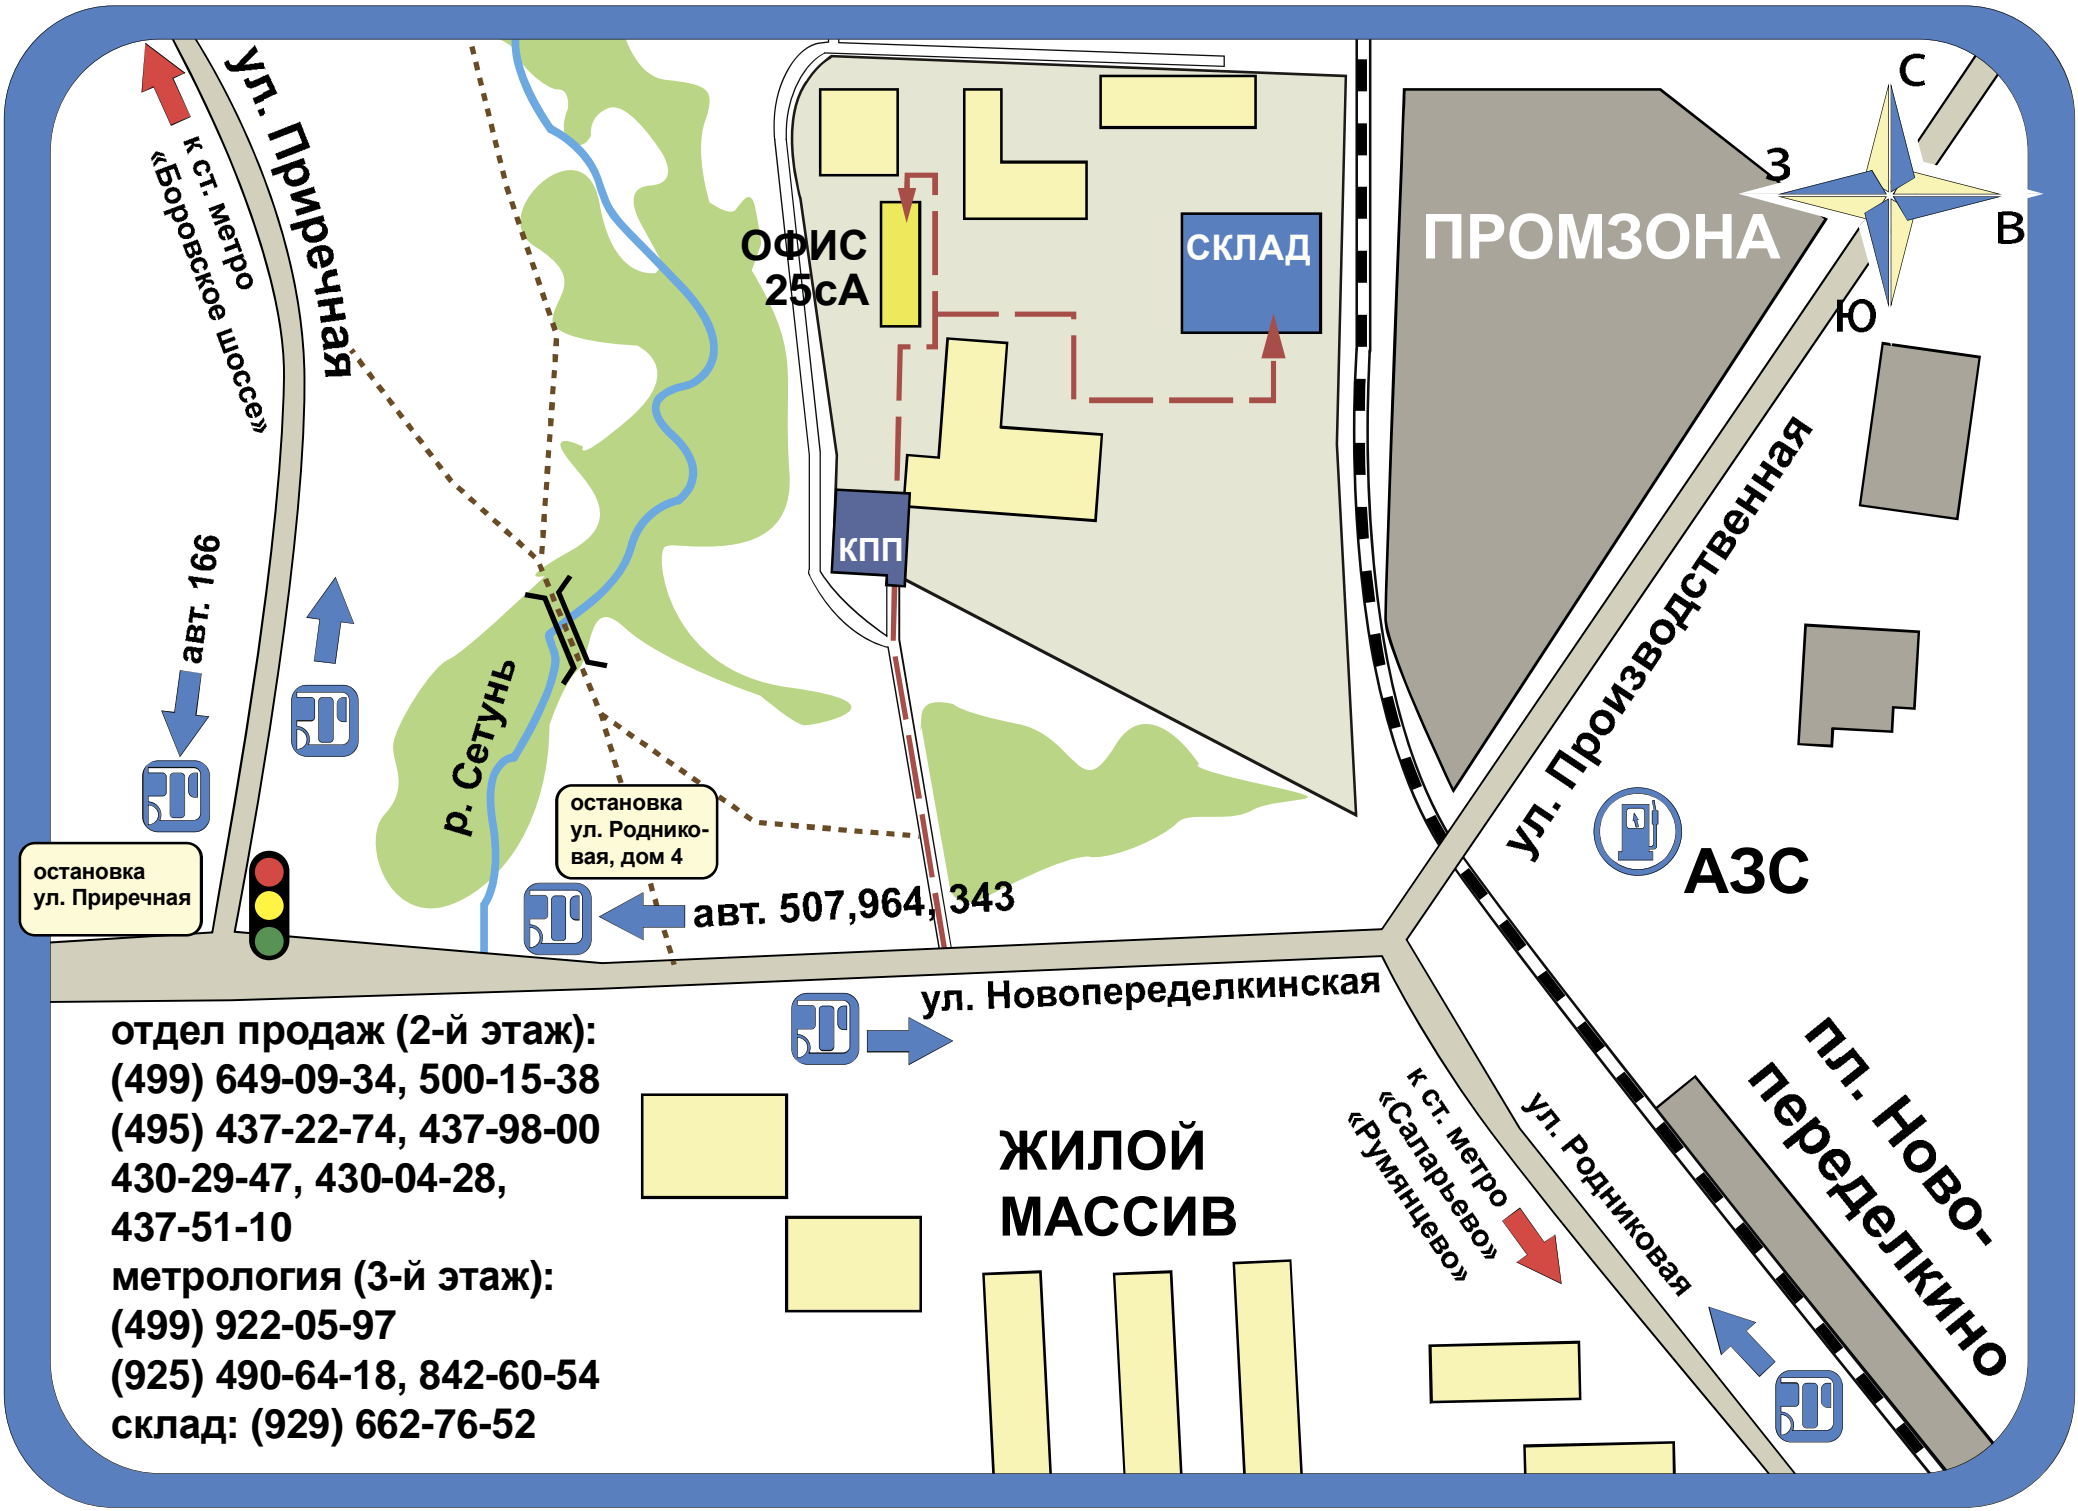 ул. Приречная
к ст. метро
«Боровское шоссе»
С
З
В
Ю
ПРОМЗОНА
ОФИС
25сА
СКЛАД
КПП
авт. 166
ул. Производственная
р. Сетунь
остановка
ул. Роднико-
вая, дом 4
остановка
ул. Приречная
АЗС
авт. 507,964, 343
ул. Новопеределкинская
отдел продаж (2-й этаж):
(499) 649-09-34, 500-15-38
(495) 437-22-74, 437-98-00
430-29-47, 430-04-28,
437-51-10
метрология (3-й этаж):
(499) 922-05-97
(925) 490-64-18, 842-60-54
склад: (929) 662-76-52
ЖИЛОЙ
МАССИВ
к ст. метро
«Саларьево»
«Румянцево»
ул. Родниковая
пл. Ново-
переделкино